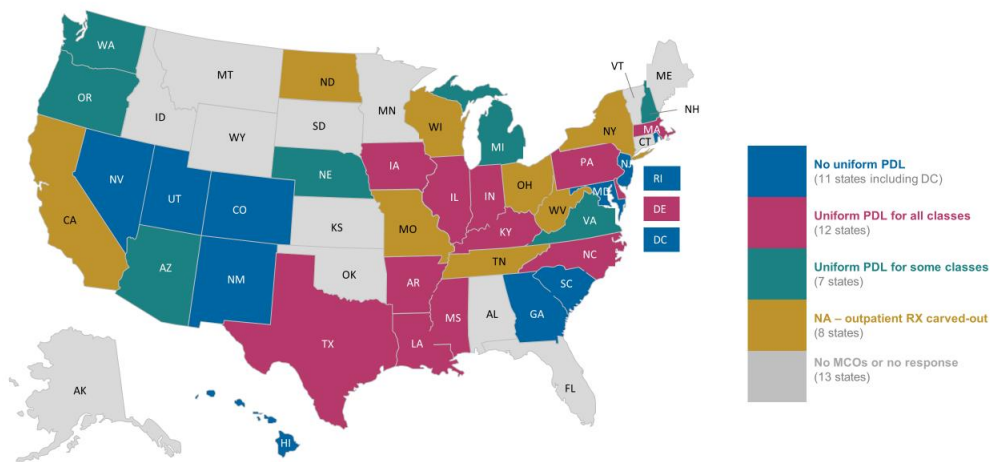 WA
MT
ND
MN
VT
ME
OR
ID
WY
SD
WI
MI
NY
NH
MA
CT
NV
UT
CO
NE
IA
IL
IN
OH
PA
NJ
RI
DE
DC
CA
AZ
NM
KS
MO
KY
WV
MD
VA
OK
AR
TN
NC
SC
TX
LA
MS
AL
GA
FL
AK
HI
No uniform PDL
(11 states including DC)
Uniform PDL for all classes
(12 states)
Uniform PDL for some classes
(7 states)
NA – outpatient RX carved-out
(8 states)
No MCOs or no response
(13 states)